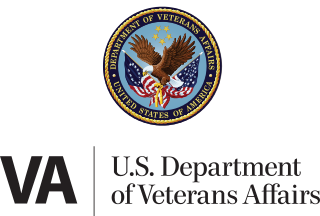 DEPARTMENT OF VETERANS AFFAIRS
UNITED STATES OF AMERICA
VA
U.S. Department
of Veterans Affairs